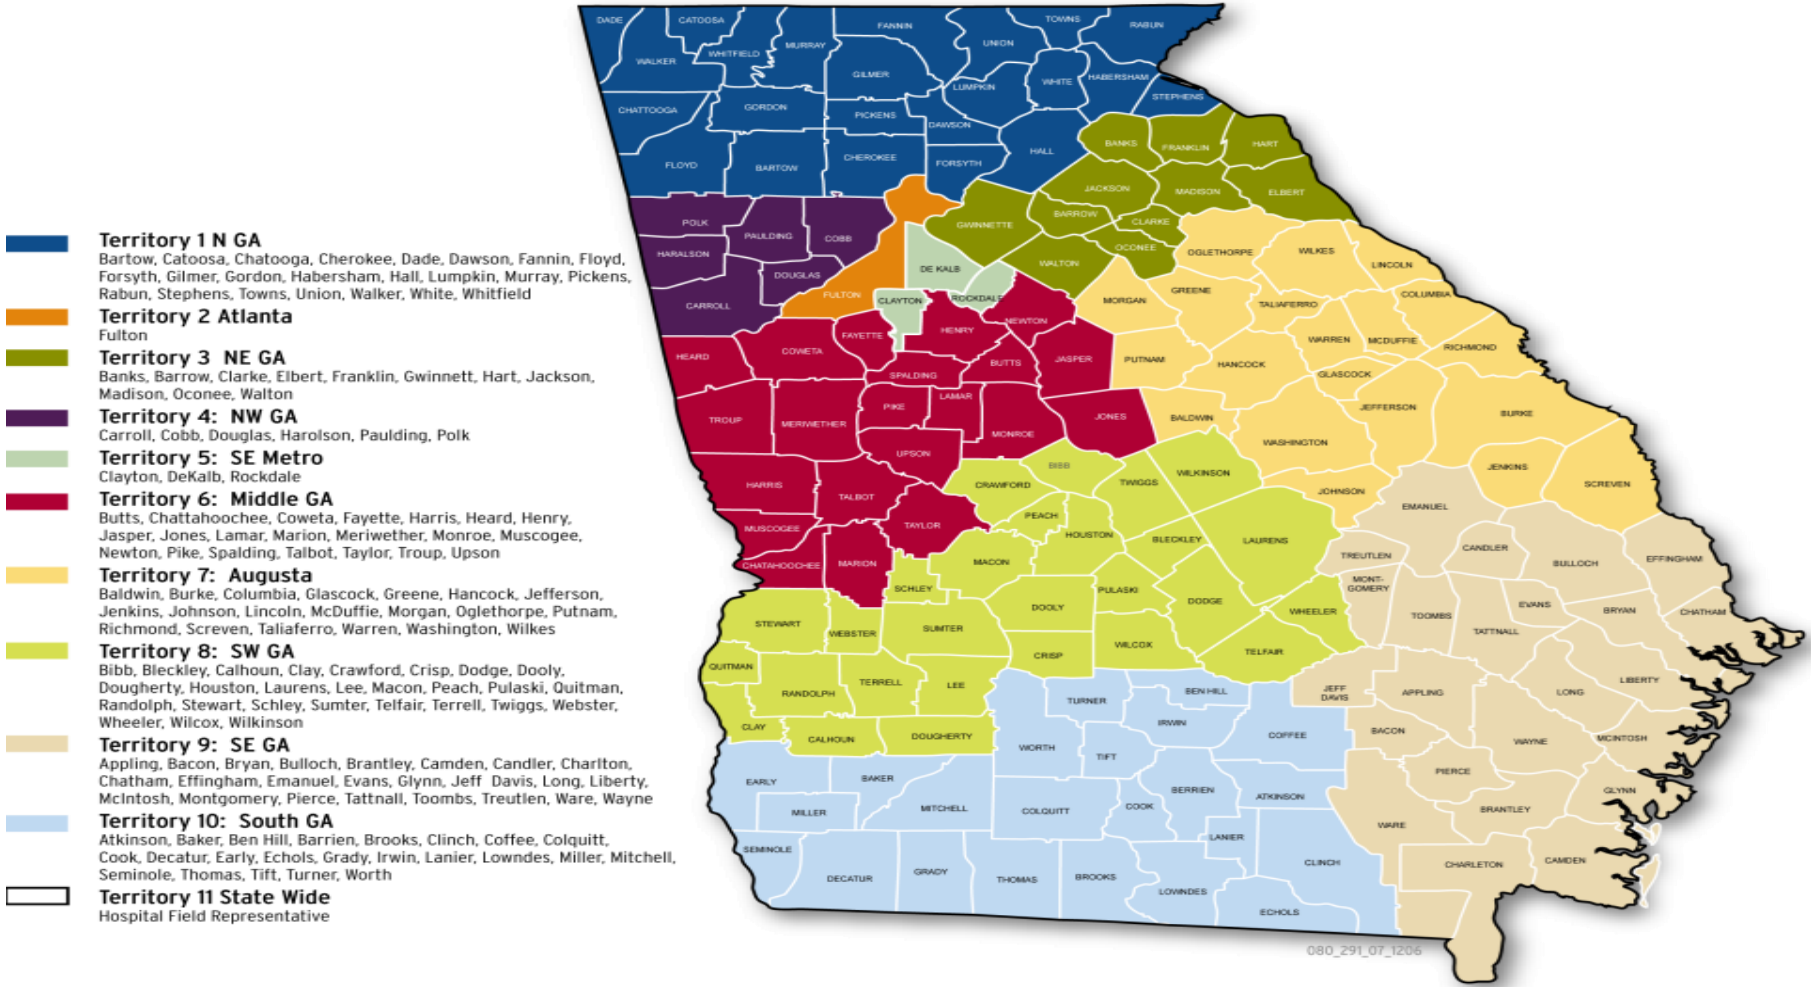 Territory 1 N GA
Bartow, Catoosa, Chatooga, Cherokee, Dade, Dawson, Fannin, Floyd,
Forsyth, Gilmer, Gordon, Habersham, Hall, Lumpkin, Murray, Pickens,
Rabun, Stephens, Towns, Union, Walker, White, Whitfield
Territory 2 Atlanta
Fulton
Territory 3 NE GA
Banks, Barrow, Clarke, Elbert, Franklin, Gwinnett, Hart, Jackson,
Madison, Oconee, Walton
Territory 4: NW GA
Carroll, Cobb, Douglas, Harolson, Paulding, Polk
Territory 5: SE Metro
Clayton, DeKalb, Rockdale
Territory 6: Middle GA
Butts, Chattahoochee, Coweta, Fayette, Harris, Heard, Henry,
Jasper, Jones, Lamar, Marion, Meriwether, Monroe, Muscogee,
Newton, Pike, Spalding, Talbot, Taylor, Troup, Upson
Territory 7: Augusta
Baldwin, Burke, Columbia, Glascock, Greene, Hancock, Jefferson,
Jenkins, Johnson, Lincoln, McDuffie, Morgan, Oglethorpe, Putnam,
Richmond, Screven, Taliaferro, Warren, Washington, Wilkes
Territory 8: SW GA
Bibb, Bleckley, Calhoun, Clay, Crawford, Crisp, Dodge, Dooly,
Dougherty, Houston, Laurens, Lee, Macon, Peach, Pulaski, Quitman,
Randolph, Stewart, Schley, Sumter, Telfair, Terrell, Twiggs, Webster,
Wheeler, Wilcox, Wilkinson
Territory 9: SE GA
Appling, Bacon, Bryan, Bulloch, Brantley, Camden, Candler, Charlton,
Chatham, Effingham, Emanuel, Evans, Glynn, Jeff Davis, Long, Liberty,
McIntosh, Montgomery, Pierce, Tattnall, Toombs, Treutlen, Ware, Wayne
Territory 10: South GA
Atkinson, Baker, Ben Hill, Barrien, Brooks, Clinch, Coffee, Colquitt,
Cook, Decatur, Early, Echols, Grady, Irwin, Lanier, Lowndes, Miller, Mitchell,
Seminole, Thomas, Tift, Turner, Worth
Territory 11 State Wide
Hospital Field Representative
DADE
CATOOSA
FANNIN
TOWNS
RABUN
WALKER
WHITFIELD
MURRAY
UNION
GILMER
LUMPKIN
WHITE
HABERSHAM
STEPHENS
CHATTOOGA
GORDON
PICKENS
DAWSON
HALL
FLOYD
BARTOW
CHEROKEE
FORSYTH
BANKS
FRANKLIN
HART
JACKSON
MADISON
ELBERT
POLK
PAULDING
COBB
GWINNETTE
BARROW
CLARKE
OCONEE
HARALSON
DOUGLAS
DE KALB
WALTON
OGLETHORPE
WILKES
LINCOLN
CARROLL
FULTON
CLAYTON
ROCKDALE
MORGAN
GREENE
TALIAFERRO
COLUMBIA
HEARD
COWETA
FAYETTE
HENRY
NEWTON
SPALDING
BUTTS
JASPER
PUTNAM
HANCOCK
WARREN
MCDUFFIE
RICHMOND
GLASCOCK
TROUP
MERIWETHER
PIKE
LAMAR
MONROE
JONES
BALDWIN
WASHINGTON
JEFFERSON
BURKE
UPSON
HARRIS
TALBOT
CRAWFORD
BIBB
TWIGGS
WILKINSON
JOHNSON
JENKINS
SCREVEN
EMANUEL
MUSCOGEE
TAYLOR
PEACH
HOUSTON
BLECKLEY
LAURENS
TREUTLEN
CANDLER
BULLOCH
EFFINGHAM
CHATAHOOCHEE
MARION
SCHLEY
MACON
PULASKI
DODGE
WHEELER
MONT-
GOMERY
TOOMBS
EVANS
TATTNALL
BRYAN
CHATHAM
STEWART
WEBSTER
SUMTER
DOOLY
CRISP
WILCOX
TELFAIR
QUITMAN
RANDOLPH
TERRELL
LEE
TURNER
BEN HILL
JEFF
DAVIS
APPLING
LONG
LIBERTY
CLAY
CALHOUN
DOUGHERTY
WORTH
TIFT
IRWIN
COFFEE
BACON
WAYNE
MCINTOSH
EARLY
BAKER
MILLER
MITCHELL
COLQUITT
COOK
BERRIEN
ATKINSON
PIERCE
BRANTLEY
GLYNN
WARE
SEMINOLE
DECATUR
GRADY
THOMAS
BROOKS
LANIER
LOWNDES
CLINCH
ECHOLS
CHARLETON
CAMDEN
080_291_07_1206